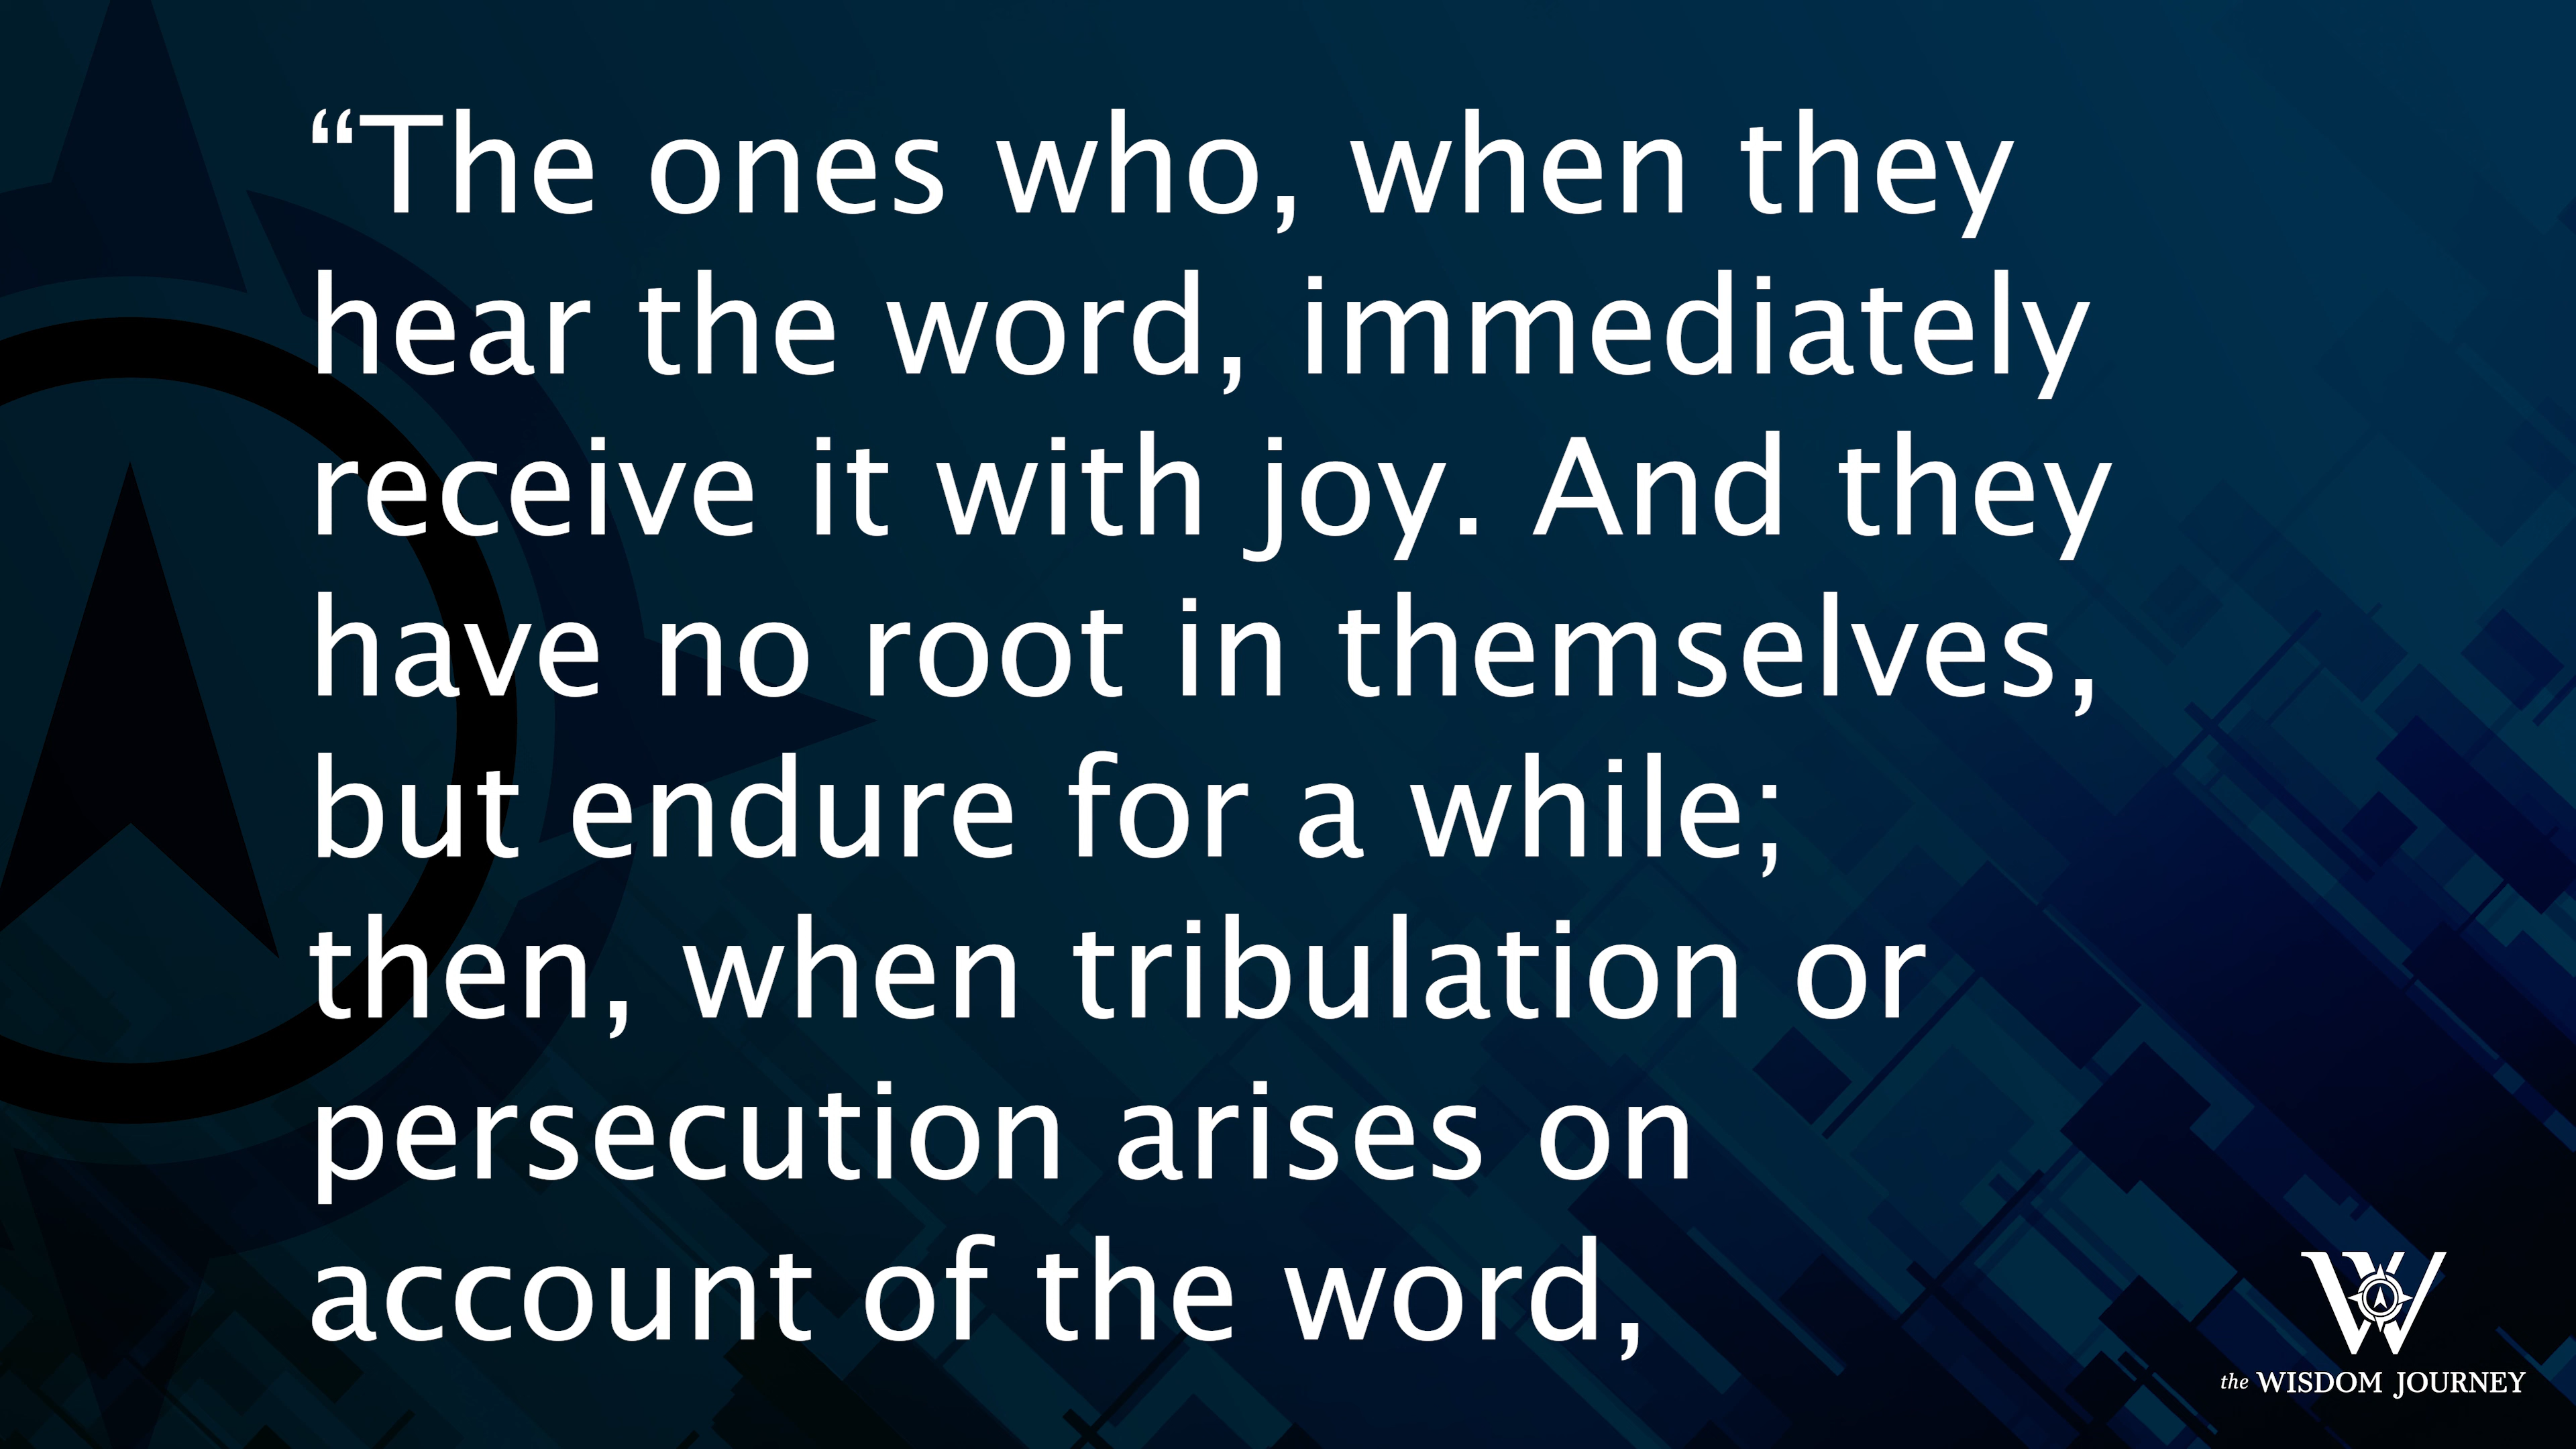 “The ones who, when they
hear the word, immediately
receive it with joy. And they
have no root in themselves,
but endure for a while;
then, when tribulation or
persecution arises on
account of the word,
W
the WISDOM JOURNEY